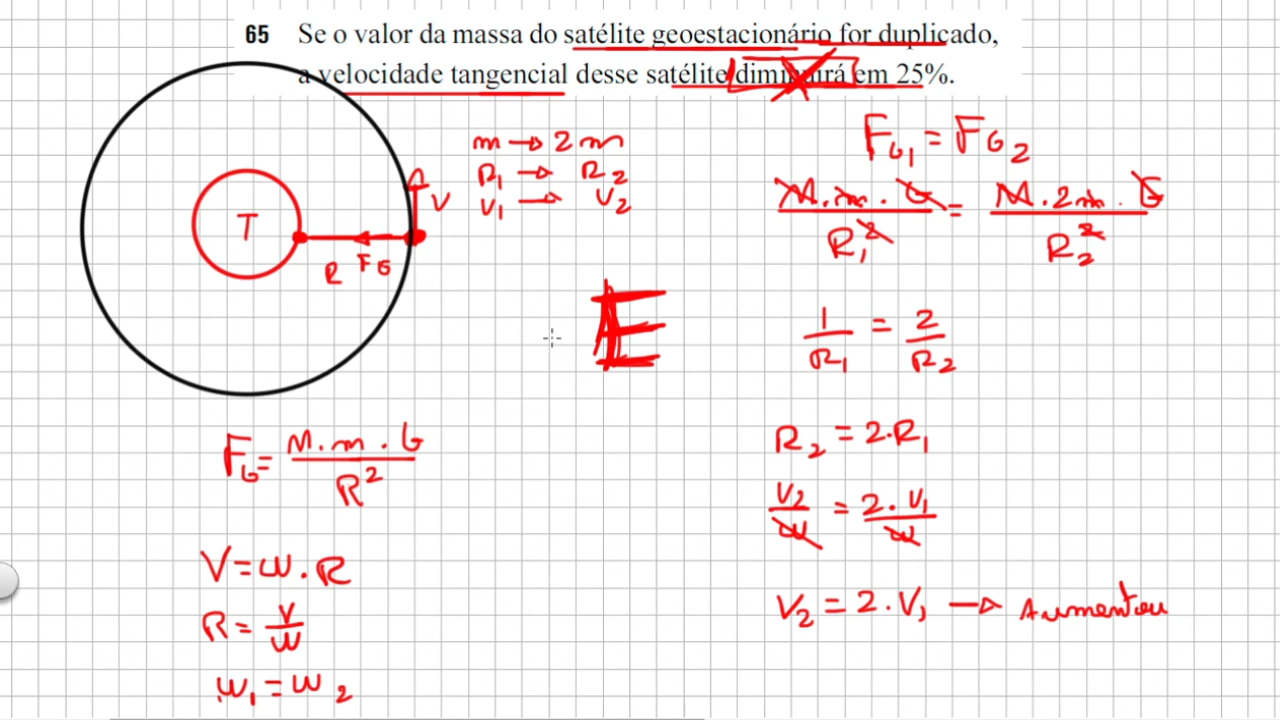 65 Se o valor da massa do satélite geoestacionário for duplicado,
a velocidade tangencial desse satélite diminuirá em 25%.
T
V
R FG
m → 2m
R₁ → R₂
V₁ → V₂
E
FG = M.m.G / R²
V = W.R
R = V / W
W₁ = W₂
FG₁ = FG₂
M.m.G / R₁² = M.2m.G / R₂²
1 / R₁ = 2 / R₂
R₂ = 2.R₁
V₂ / W = 2.V₁ / W
V₂ = 2.V₁ → Aumentou